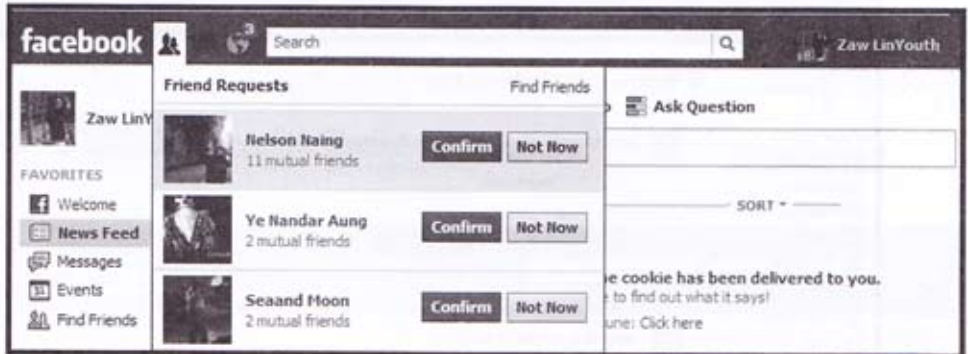 facebook
3
Search
Zaw LinYouth
Friend Requests
Find Friends
Nelson Naing
11 mutual friends
Confirm
Not Now
Ye Nandar Aung
2 mutual friends
Confirm
Not Now
Seaand Moon
2 mutual friends
Confirm
Not Now
Zaw LinY
FAVORITES
Welcome
News Feed
Messages
31 Events
Find Friends
Ask Question
SORT
cookie has been delivered to you.
to find out what it says!
Click here